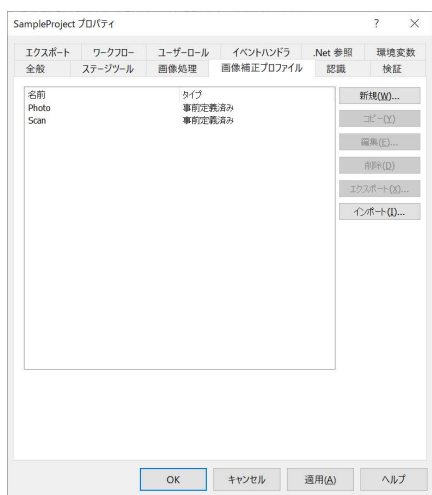 SampleProject プロパティ ? ×
エクスポート ワークフロー ユーザーロール イベントハンドラ .Net 参照 環境変数
全般 ステージツール 画像処理 画像補正プロファイル 認識 検証
名前 タイプ
Photo 事前定義済み
Scan 事前定義済み
新規(W)...
コピー(Y)
編集(E)...
削除(D)
エクスポート(X)...
インポート(I)...
OK キャンセル 適用(A) ヘルプ